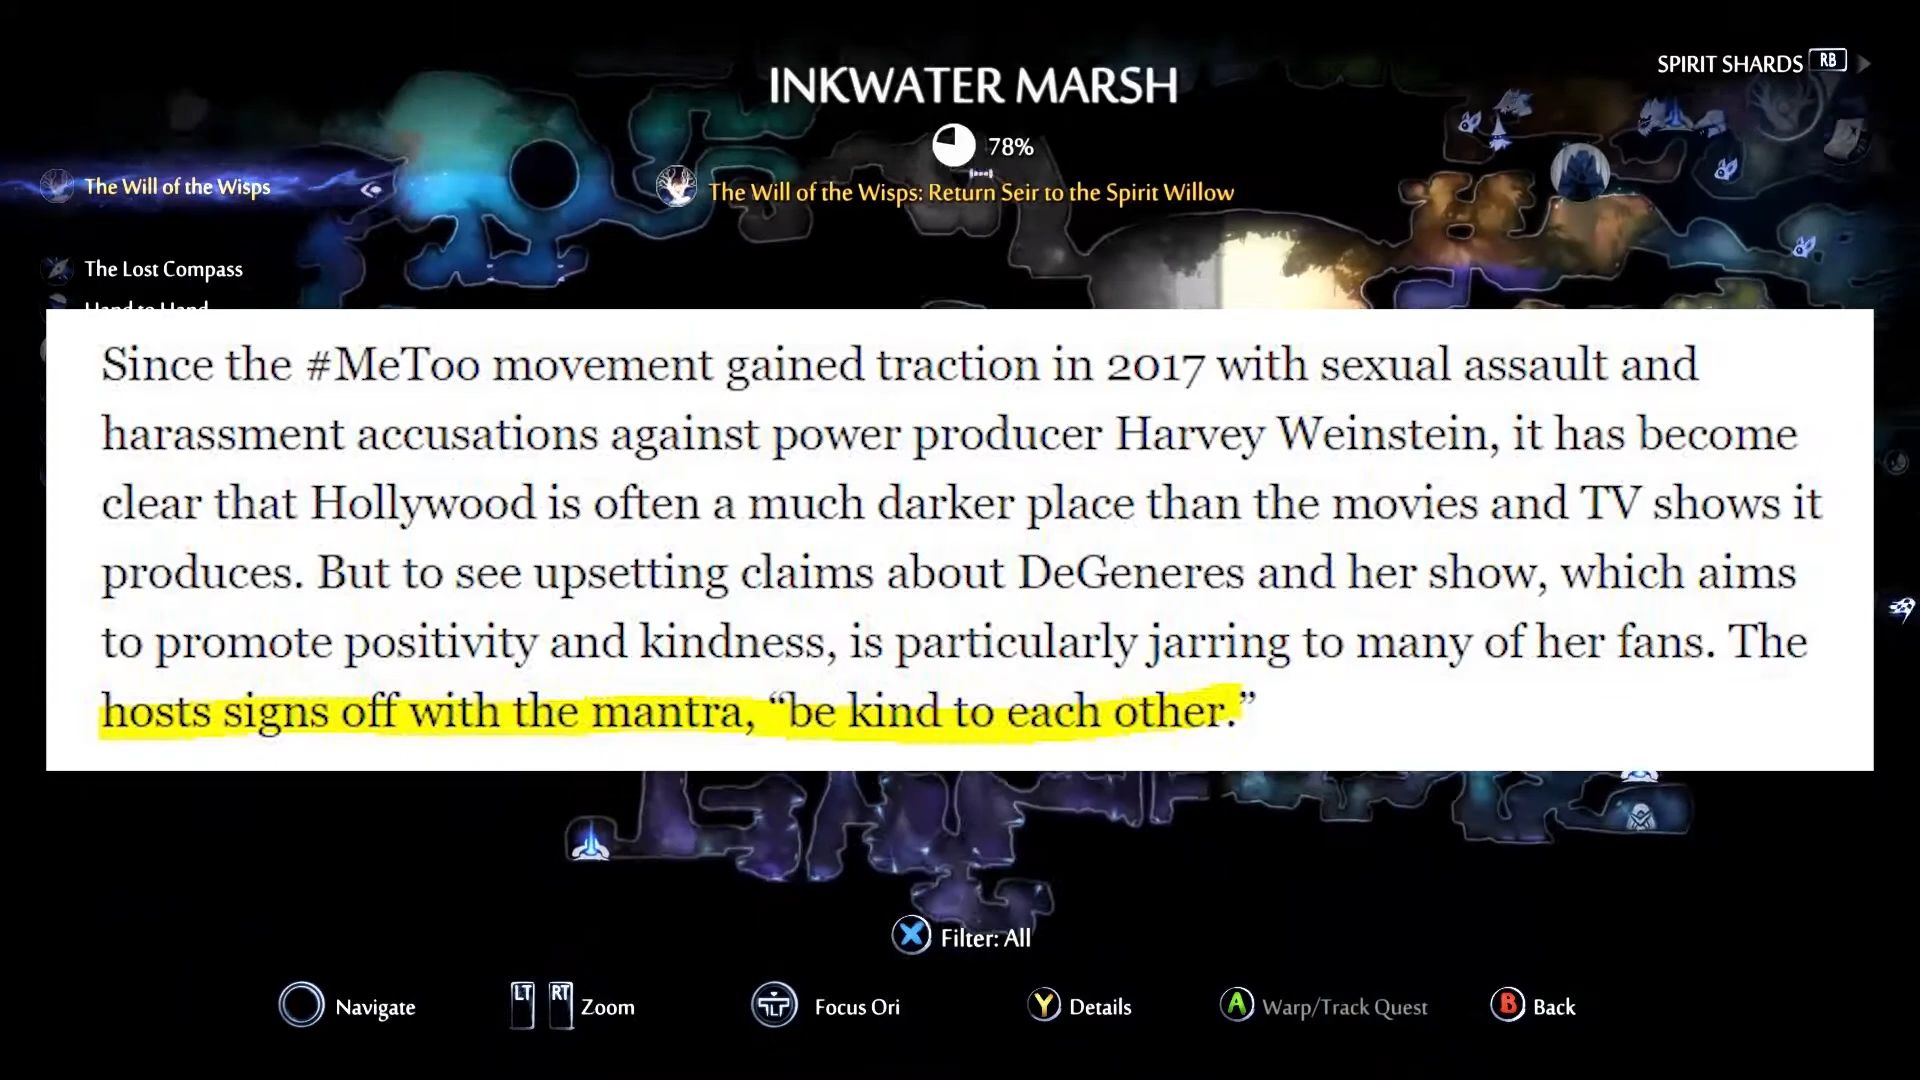 SPIRIT SHARDS RB
INKWATER MARSH
78%
The Will of the Wisps
The Will of the Wisps: Return Seir to the Spirit Willow
The Lost Compass
Hand to Hand
Since the #MeToo movement gained traction in 2017 with sexual assault and
harassment accusations against power producer Harvey Weinstein, it has become
clear that Hollywood is often a much darker place than the movies and TV shows it
produces. But to see upsetting claims about DeGeneres and her show, which aims
to promote positivity and kindness, is particularly jarring to many of her fans. The
hosts signs off with the mantra, “be kind to each other.”
X Filter: All
Navigate
LT RT Zoom
Focus Ori
Y Details
A Warp/Track Quest
B Back